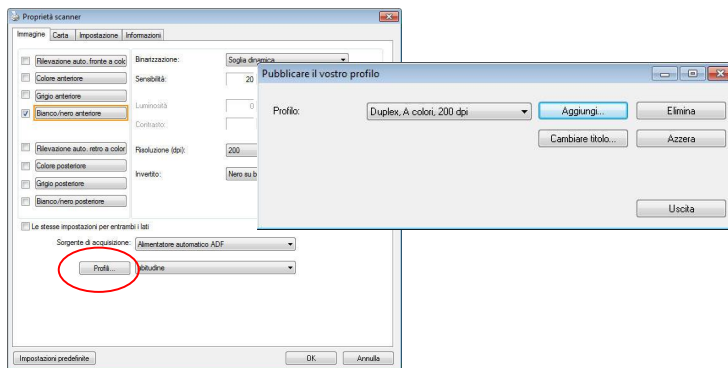 Proprietà scanner
Immagine Carta Impostazione Informazioni
Rilevazione auto. fronte a colc
Colore anteriore
Grigio anteriore
Bianco/nero anteriore
Rilevazione auto. retro a color
Colore posteriore
Grigio posteriore
Bianco/nero posteriore
Binarizzazione: Soglia dinamica
Sensibilità: 20
Luminosità 0
Contrasto:
Risoluzione (dpi): 200
Invertito: Nero su b
Le stesse impostazioni per entrambi i lati
Sorgente di acquisizione: Alimentatore automatico ADF
Profili... abitudine
Impostazioni predefinite OK Annulla
Pubblicare il vostro profilo
Profilo: Duplex, A colori, 200 dpi Aggiungi... Elimina
Cambiare titolo... Azzera
Uscita